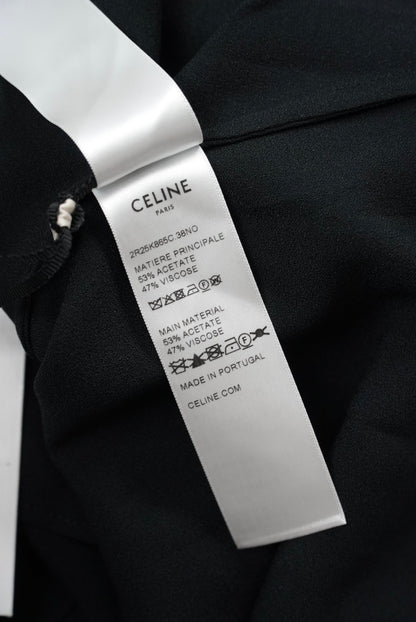 CELINE
PARIS
2R25K865C.38NO
MATIERE PRINCIPALE
53% ACETATE
47% VISCOSE
MAIN MATERIAL
53% ACETATE
47% VISCOSE
MADE IN PORTUGAL
CELINE.COM